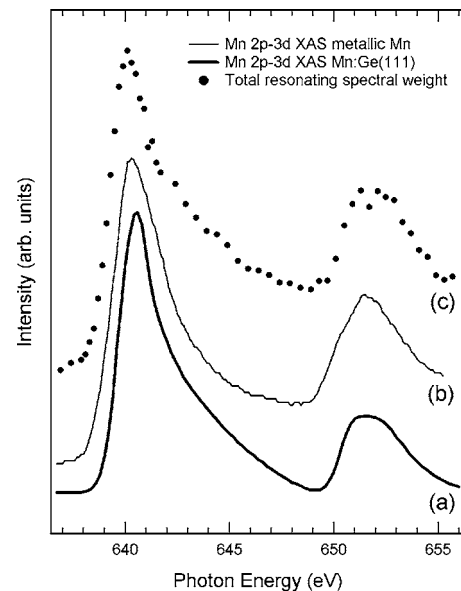 Mn 2p-3d XAS metallic Mn
Mn 2p-3d XAS Mn:Ge(111)
Total resonating spectral weight
Intensity (arb. units)
(c)
(b)
(a)
640
645
650
655
Photon Energy (eV)